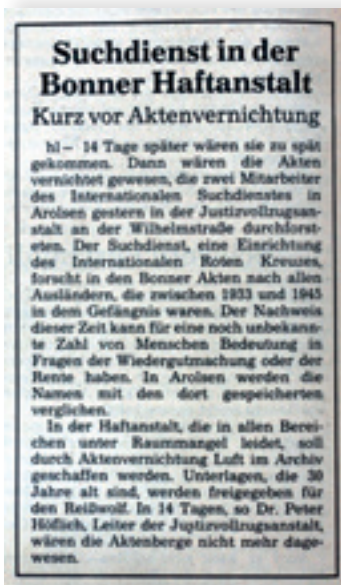 Suchdienst in der
Bonner Haftanstalt
Kurz vor Aktenvernichtung
hl – 14 Tage später wären sie zu spät
gekommen. Dann wären die Akten
vernichtet gewesen, die zwei Mitarbeiter
des Internationalen Suchdienstes in
Arolsen gestern in der Justizvollzugsan-
stalt an der Wilhelmstraße durchforst-
eten. Der Suchdienst, eine Einrichtung
des Internationalen Roten Kreuzes,
forscht in den Bonner Akten nach allen
Ausländern, die zwischen 1933 und 1945
in dem Gefängnis waren. Der Nachweis
dieser Zeit kann für eine noch unbekann-
te Zahl von Menschen Bedeutung in
Fragen der Wiedergutmachung oder der
Rente haben. In Arolsen werden die
Namen mit den dort gespeicherten
verglichen.
In der Haftanstalt, die in allen Berei-
chen unter Raummangel leidet, soll
durch Aktenvernichtung Luft im Archiv
geschaffen werden. Unterlagen, die 30
Jahre alt sind, werden freigegeben für
den Reißwolf. In 14 Tagen, so Dr. Peter
Höflich, Leiter der Justizvollzugsanstalt,
wären die Aktenberge nicht mehr dage-
wesen.